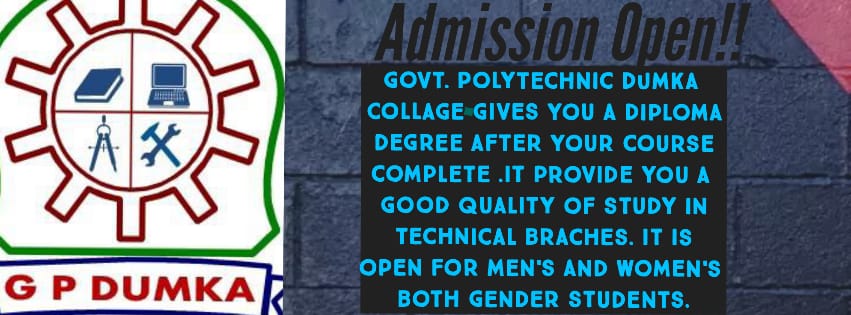 Admission Open!!
GOVT. POLYTECHNIC DUMKA
COLLAGE GIVES YOU A DIPLOMA
DEGREE AFTER YOUR COURSE
COMPLETE .IT PROVIDE YOU A
GOOD QUALITY OF STUDY IN
TECHNICAL BRACHES. IT IS
OPEN FOR MEN'S AND WOMEN'S
BOTH GENDER STUDENTS.
G P DUMKA